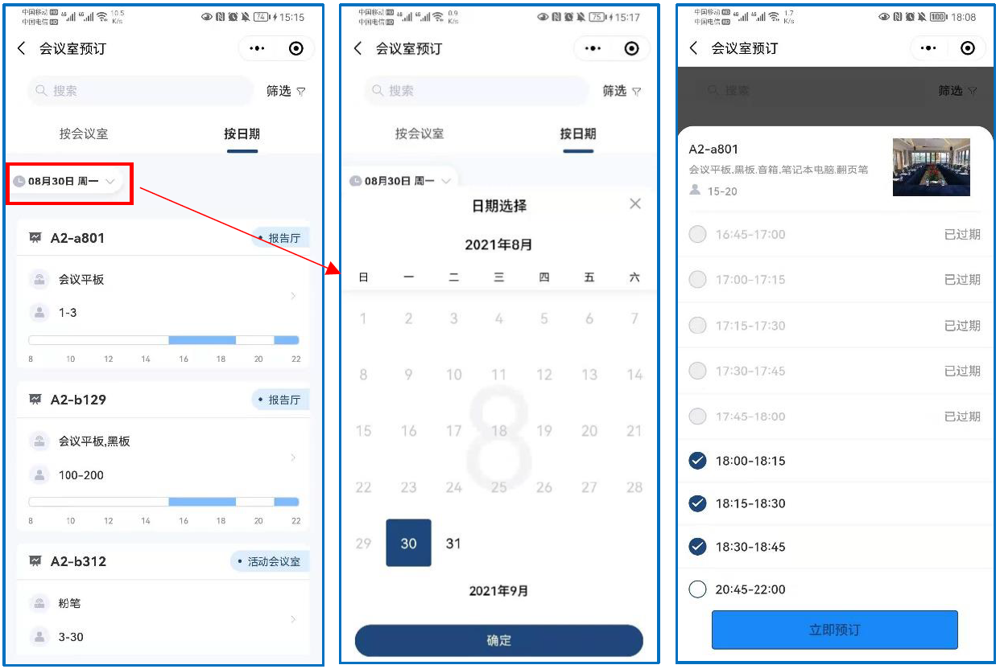 中国移动 HD 4G 4G 10.5 K/s 74 15:15
中国电信 HD
会议室预订
搜索 筛选
按会议室 按日期
08月30日 周一
A2-a801 • 报告厅
会议平板
1-3
8 10 12 14 16 18 20 22
A2-b129 • 报告厅
会议平板,黑板
100-200
8 10 12 14 16 18 20 22
A2-b312 • 活动会议室
粉笔
3-30
中国移动 HD 4G 4G 0.9 K/s 75 15:17
中国电信 HD
会议室预订
搜索 筛选
按会议室 按日期
08月30日 周一
日期选择
2021年8月
日 一 二 三 四 五 六
1 2 3 4 5 6 7
8 9 10 11 12 13 14
8
15 16 17 18 19 20 21
22 23 24 25 26 27 28
29 30 31
2021年9月
确定
中国移动 HD 4G 4G 1.7 K/s 100 18:08
中国电信 HD
会议室预订
搜索 筛选
A2-a801
会议平板,黑板,音箱,笔记本电脑,翻页笔
15-20
16:45-17:00 已过期
17:00-17:15 已过期
17:15-17:30 已过期
17:30-17:45 已过期
17:45-18:00 已过期
18:00-18:15
18:15-18:30
18:30-18:45
20:45-22:00
立即预订